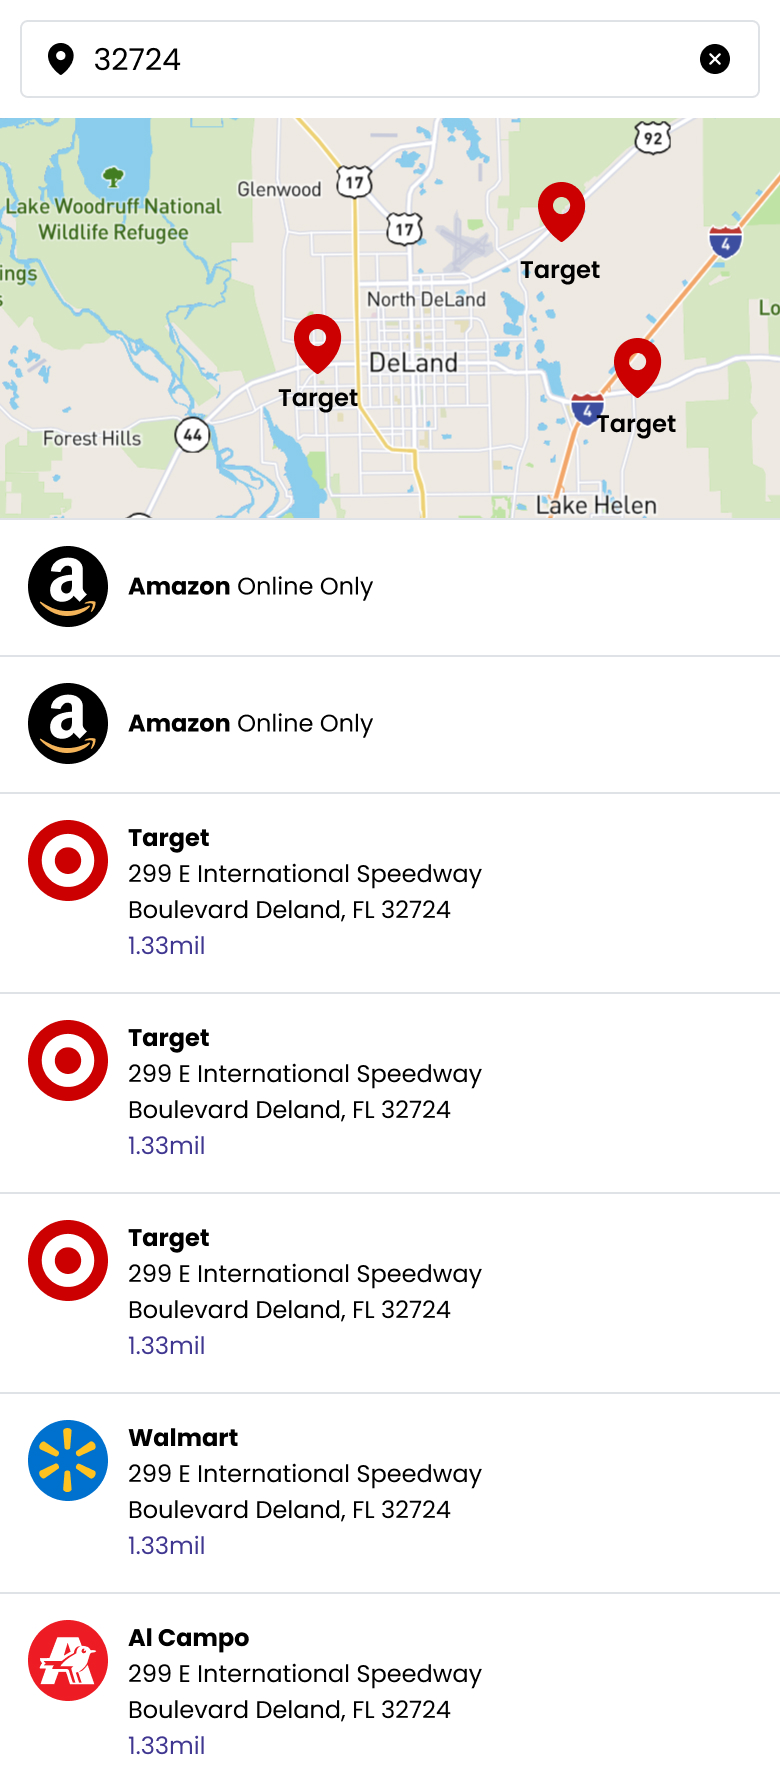 32724
92
17
Glenwood
Lake Woodruff National
Wildlife Refugee
17
4
Target
ings
North DeLand
Lo
DeLand
Target
4
Target
Forest Hills
44
Lake Helen
Amazon Online Only
Amazon Online Only
Target
299 E International Speedway
Boulevard Deland, FL 32724
1.33mil
Target
299 E International Speedway
Boulevard Deland, FL 32724
1.33mil
Target
299 E International Speedway
Boulevard Deland, FL 32724
1.33mil
Walmart
299 E International Speedway
Boulevard Deland, FL 32724
1.33mil
Al Campo
299 E International Speedway
Boulevard Deland, FL 32724
1.33mil